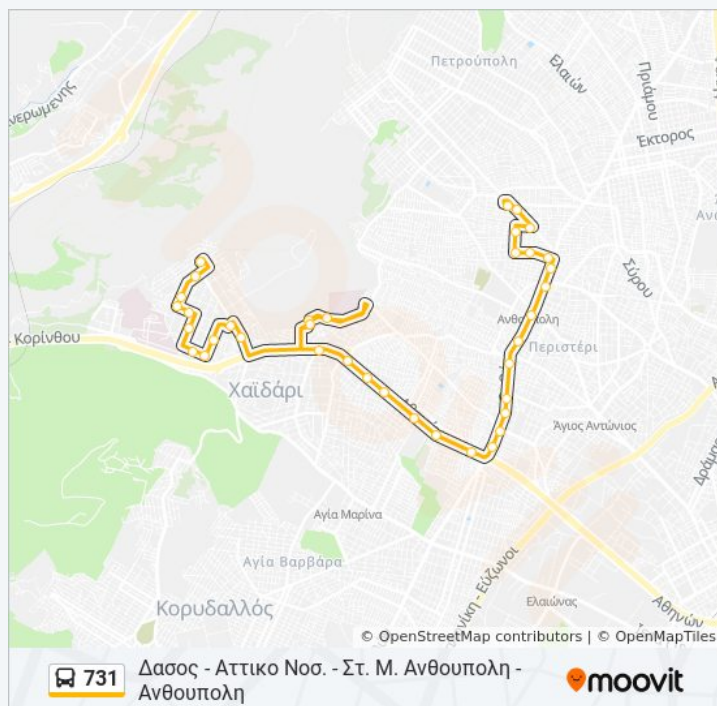 Πετρούπολη
Ελαιών
Πριάμου
Έκτορος
Σύρου
Ανθούπολη
Περιστέρι
Κορίνθου
Χαϊδάρι
Άγιος Αντώνιος
Αγία Μαρίνα
Αγία Βαρβάρα
Εύζωνοι
Ελαιώνας
Αθηνών
Κορυδαλλός
© OpenStreetMap contributors | © OpenMapTiles
731
Δασος - Αττικο Νοσ. - Στ. Μ. Ανθουπολη -
Ανθουπολη
moovit